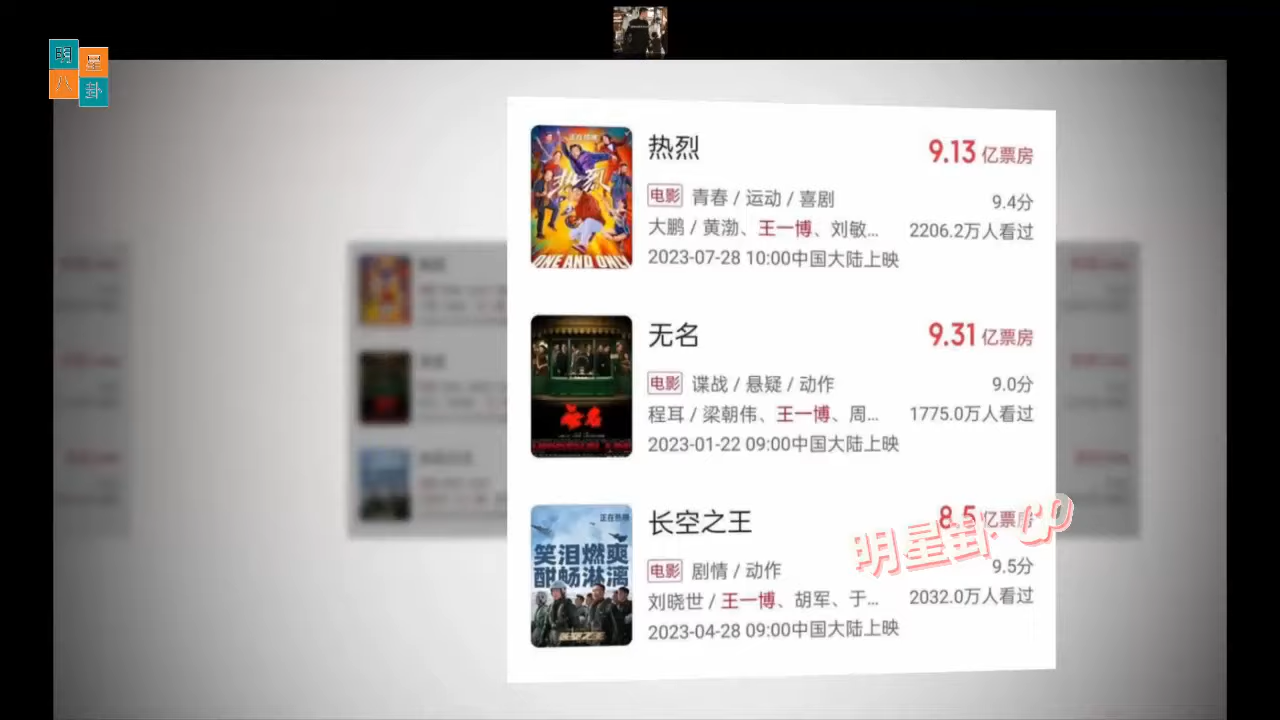 明星
八卦
热烈
9.13亿票房
电影 青春 / 运动 / 喜剧
9.4分
大鹏 / 黄渤、王一博、刘敏...
2206.2万人看过
2023-07-28 10:00中国大陆上映
热烈
ONE AND ONLY
无名
9.31亿票房
电影 谍战 / 悬疑 / 动作
9.0分
程耳 / 梁朝伟、王一博、周...
1775.0万人看过
2023-01-22 09:00中国大陆上映
無名
长空之王
8.5亿票房
明星卦
电影 剧情 / 动作
9.5分
刘晓世 / 王一博、胡军、于...
2032.0万人看过
2023-04-28 09:00中国大陆上映
正在热映
笑泪燃爽
酣畅淋漓
长空之王